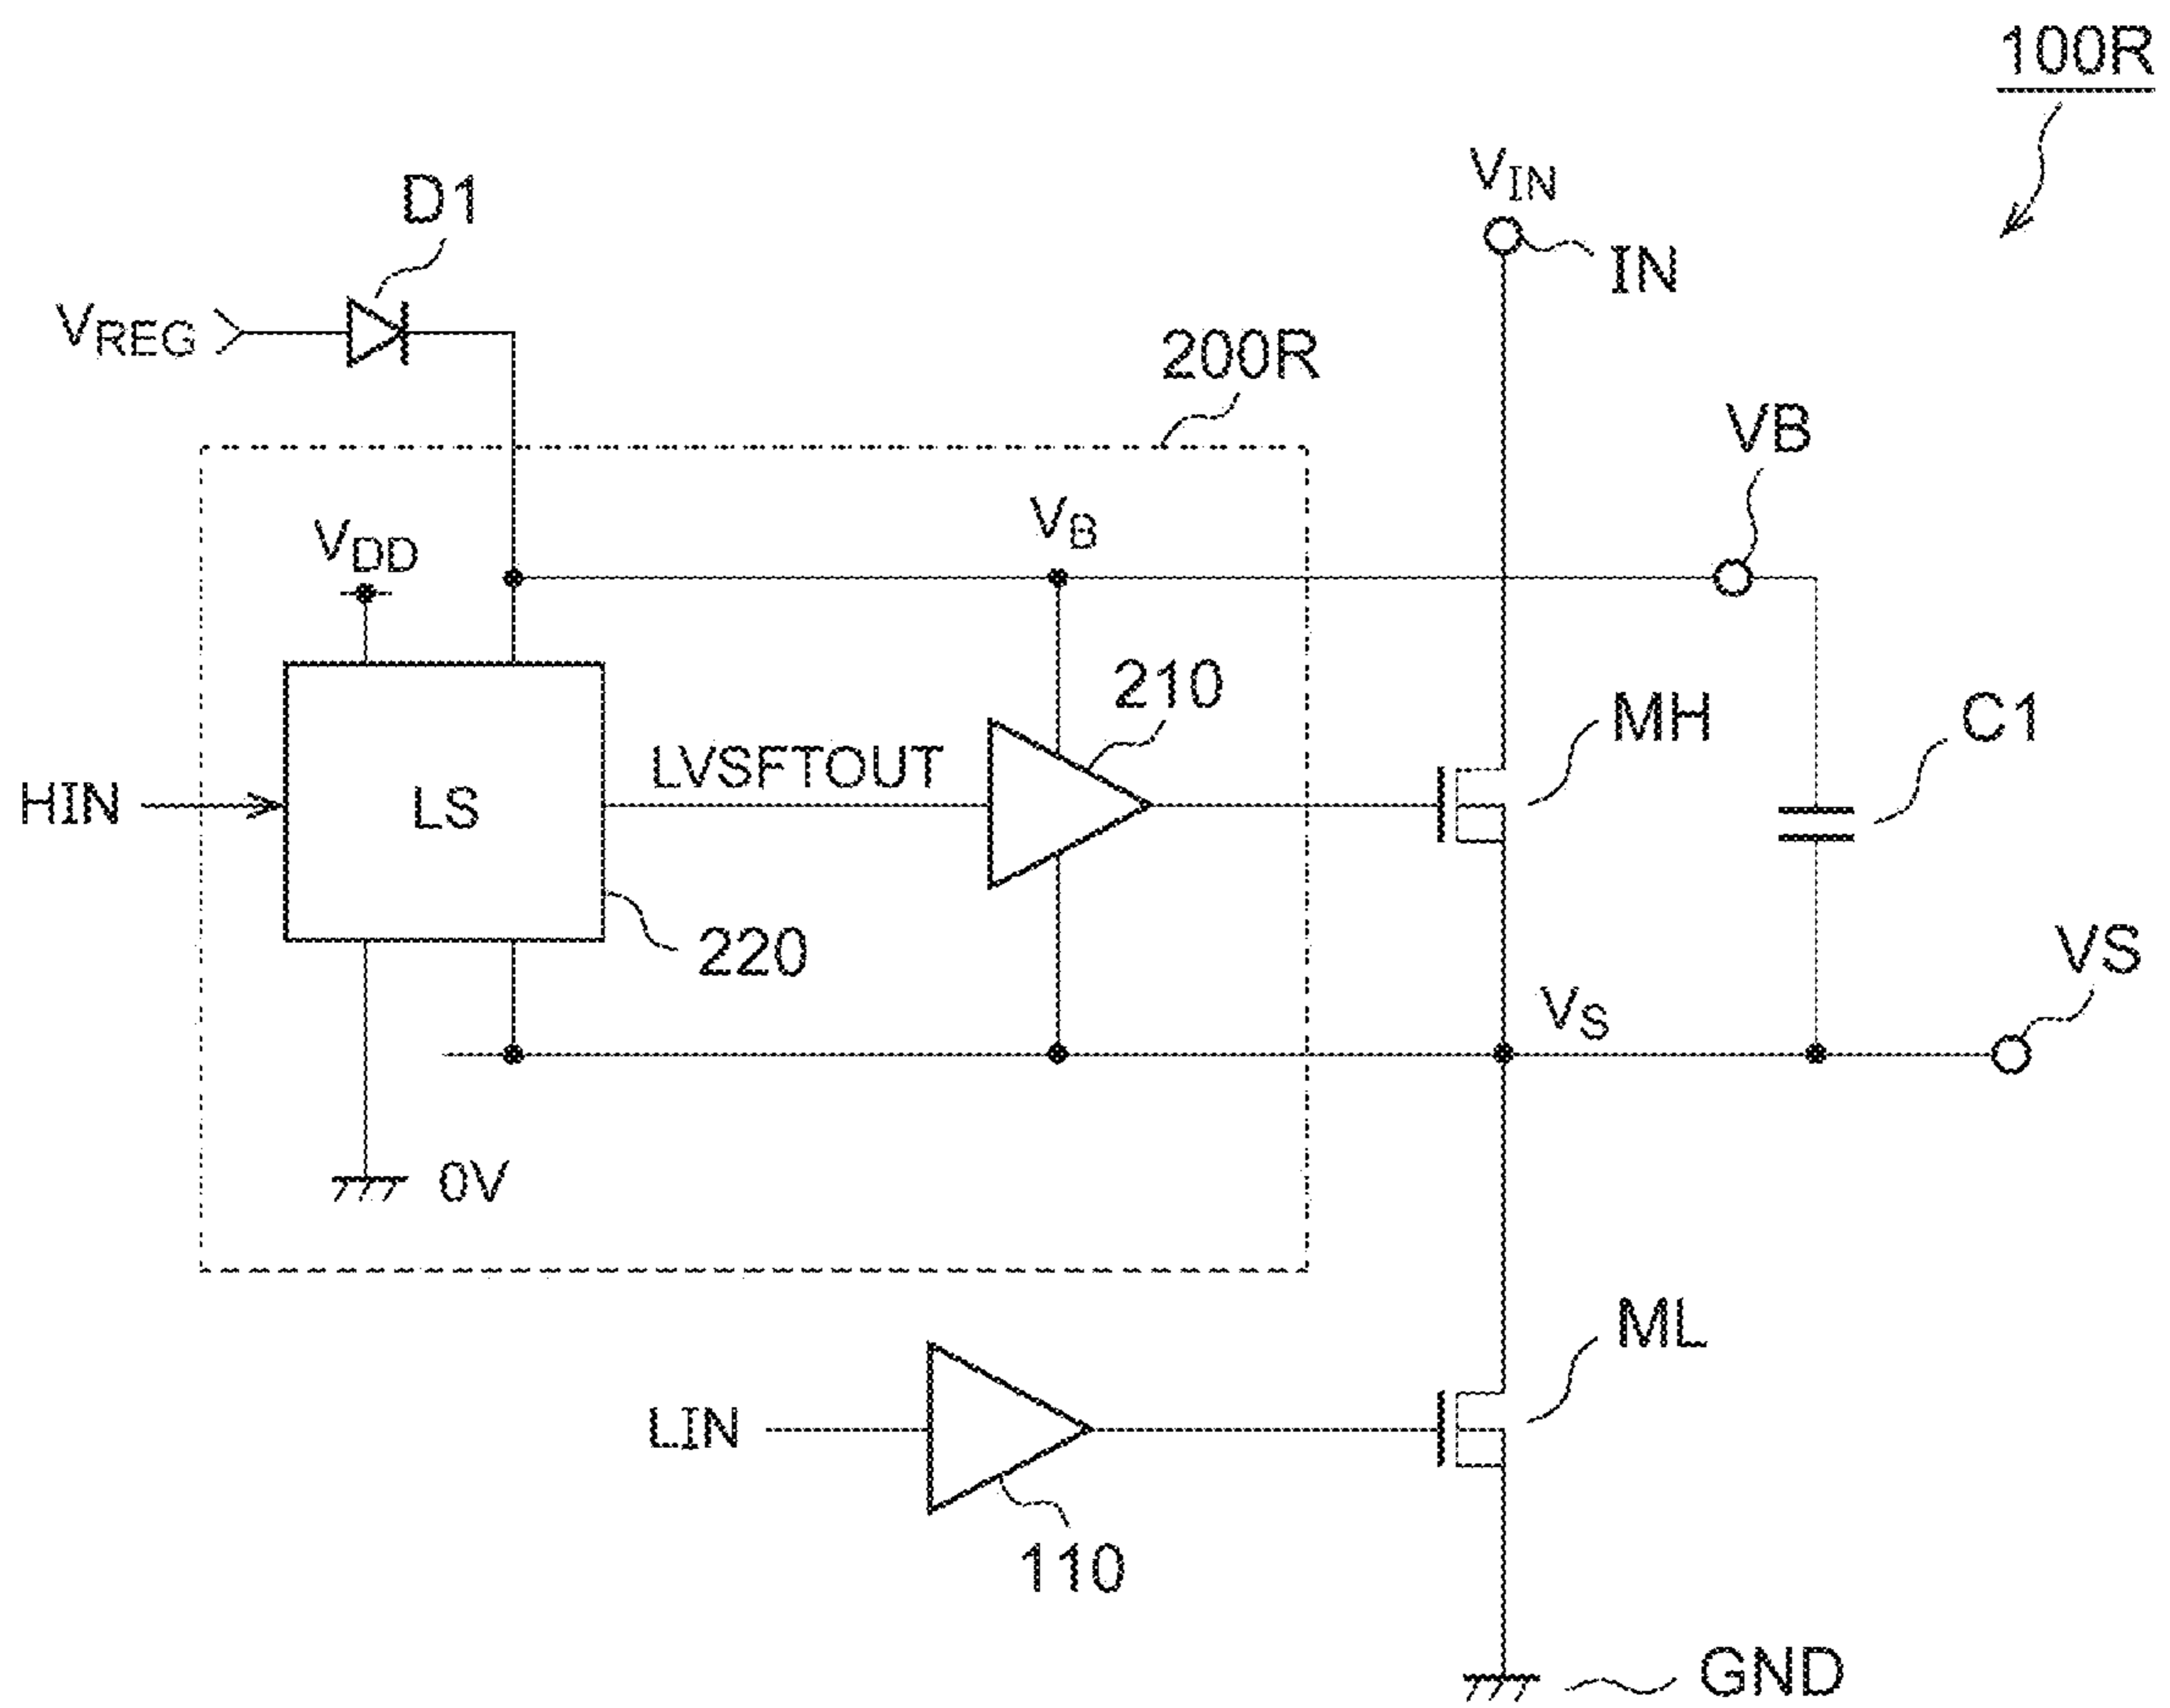 100R
VIN
D1
IN
VREG
200R
VB
VB
VDD
210
MH
C1
LVSFTOUT
HIN
LS
220
VS
VS
0V
ML
LIN
110
GND